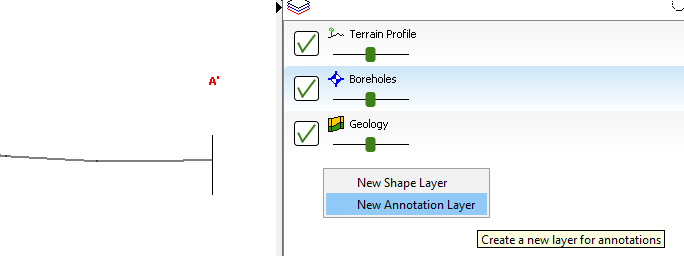 Terrain Profile
A'
Boreholes
Geology
New Shape Layer
New Annotation Layer
Create a new layer for annotations